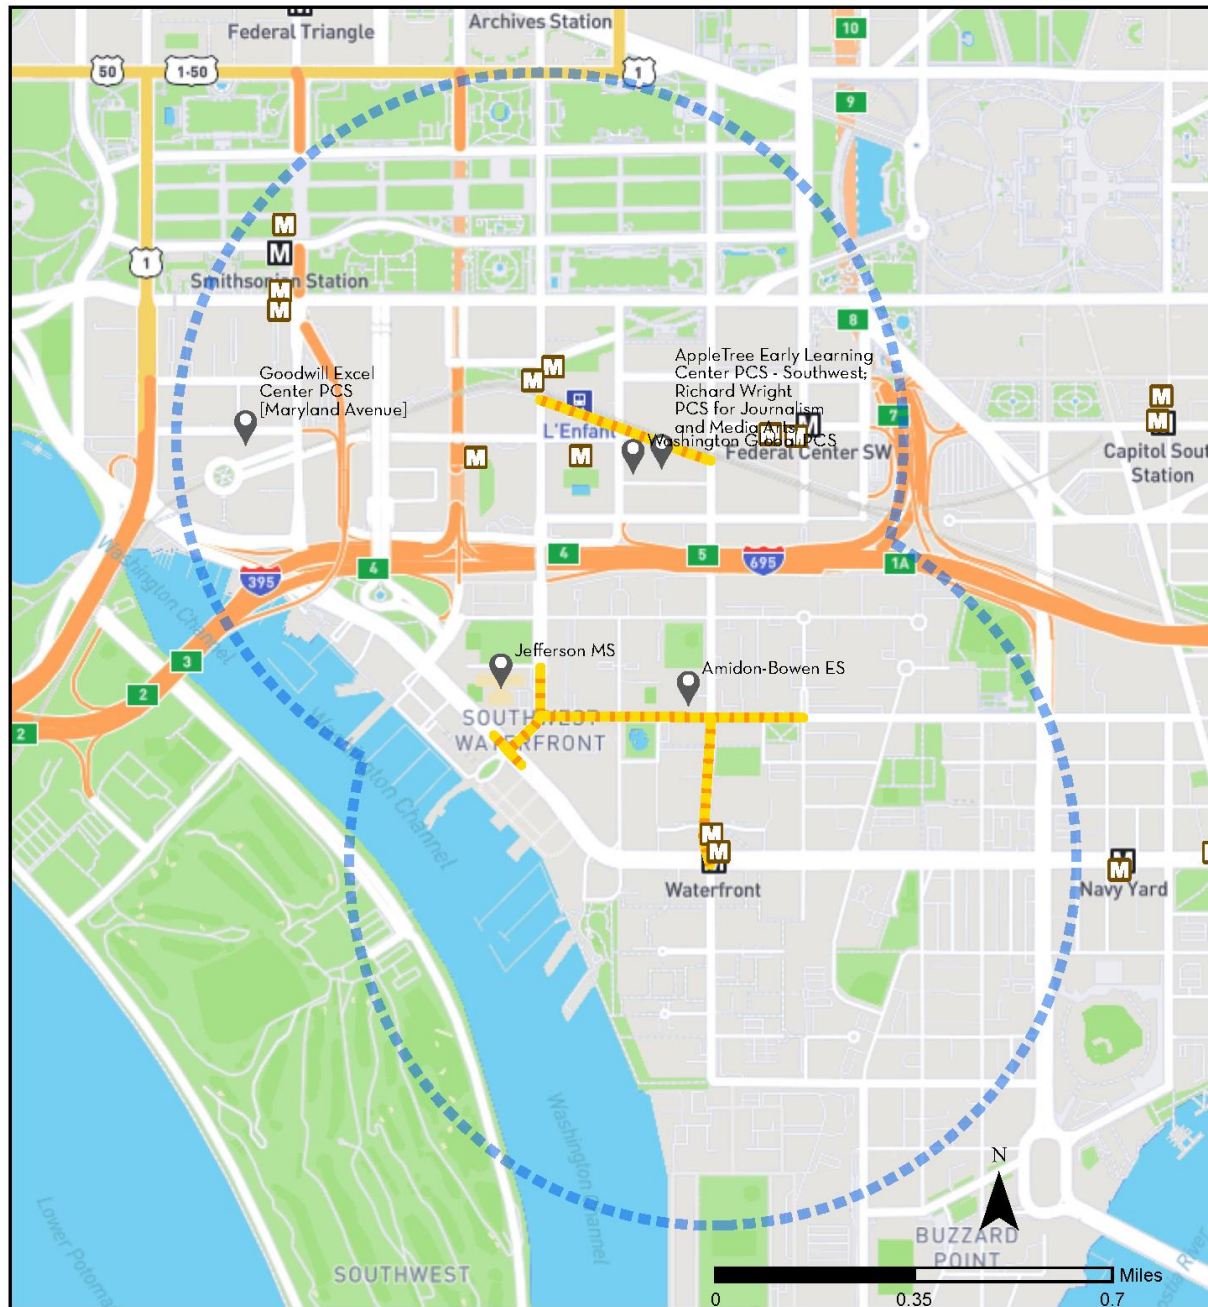 Archives Station
Federal Triangle
10
50
1-50
1
9
M
1
M
Smithsonian Station
M
M
8
AppleTree Early Learning
Center PCS - Southwest;
Richard Wright
PCS for Journalism
and Media Arts
Goodwill Excel
Center PCS
[Maryland Avenue]
M
M
7
M
M
L'Enfant
Washington Global PCS
M
M
M
M
Federal Center SW
Capitol Sout
Station
M
M
Washington Channel
4
5
695
1A
4
395
3
2
2
Jefferson MS
Amidon-Bowen ES
SOUTHWEST
WATERFRONT
Washington Channel
M
M
M
M
M
Waterfront
Navy Yard
Washington Channel
N
Lower Potoma
BUZZARD
POINT
SOUTHWEST
Miles
0
0.35
0.7